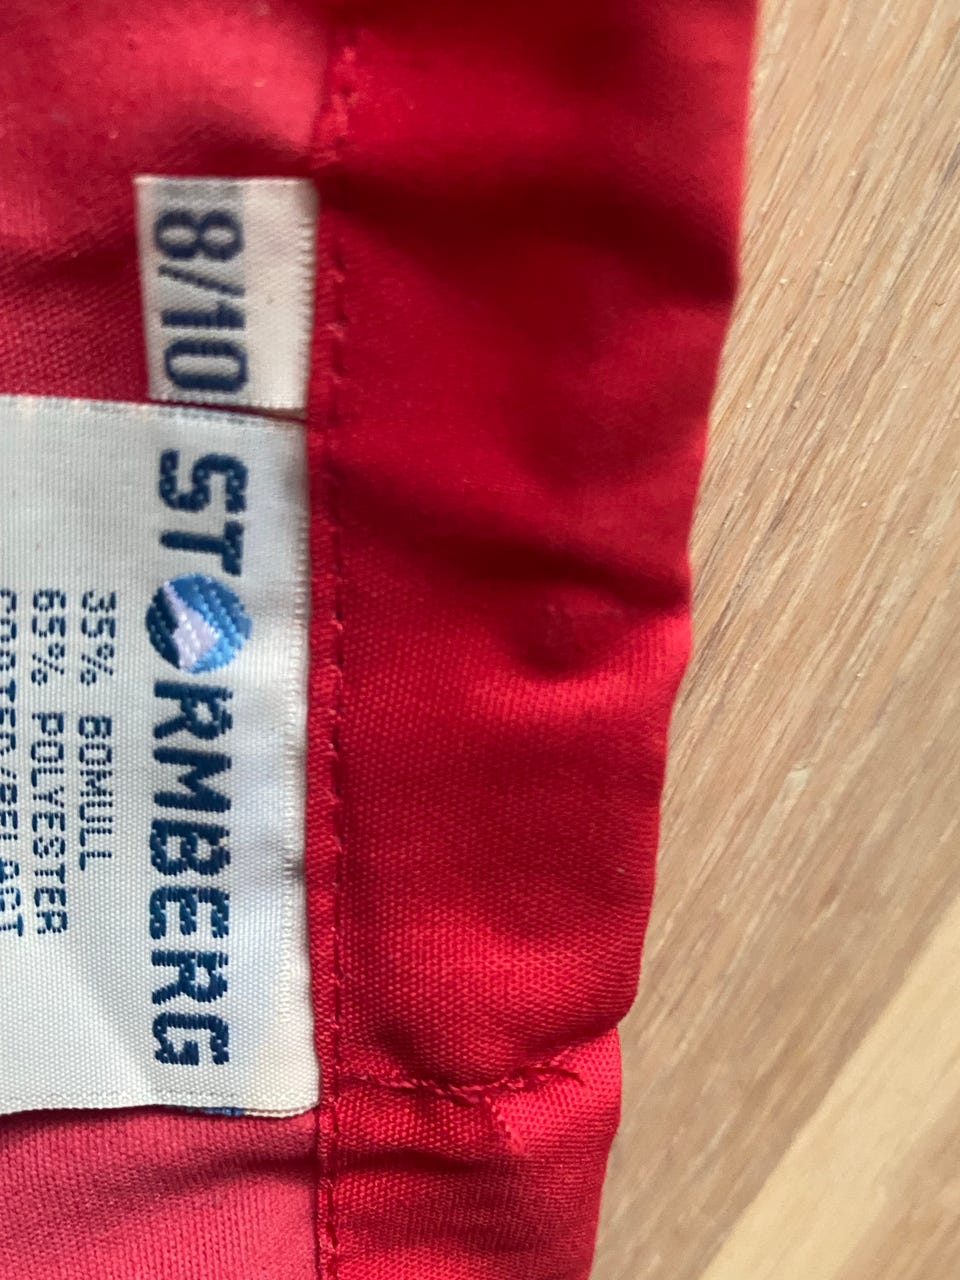 8/10
STORMBERG
35% BOMULL
65% POLYESTER